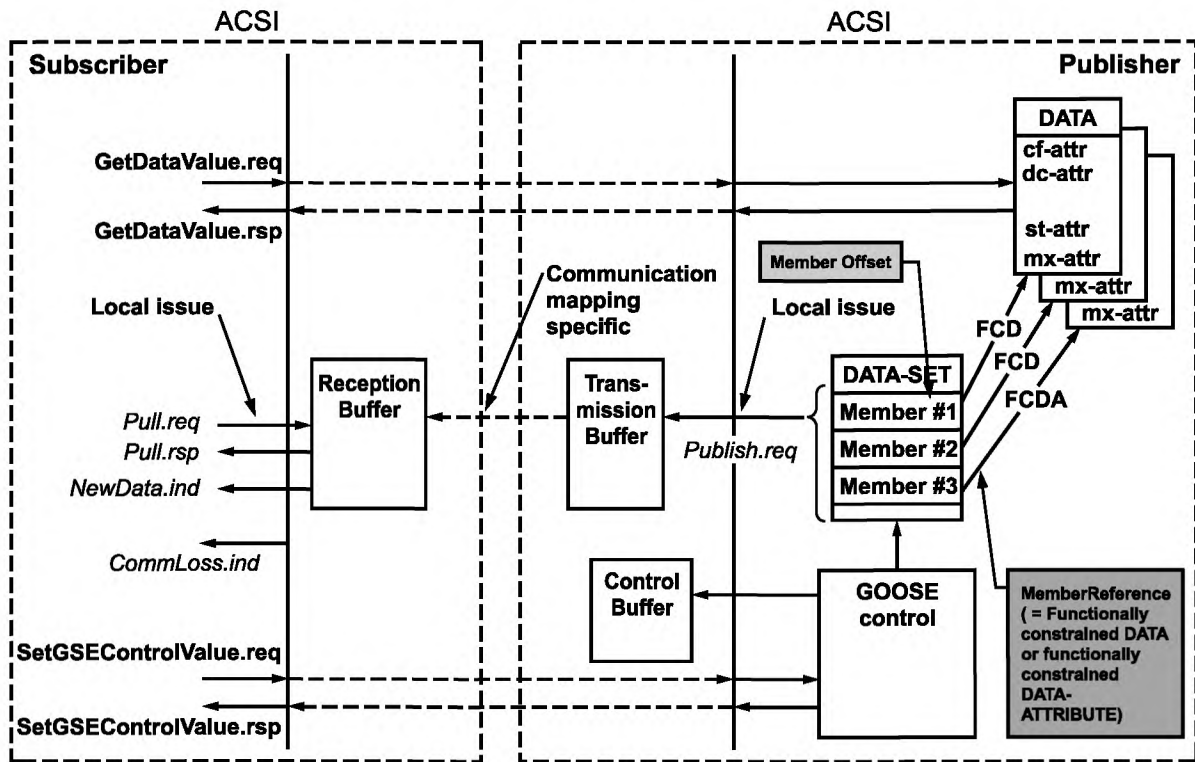 ACSI
ACSI
Subscriber
Publisher
DATA
cf-attr
dc-attr
st-attr
mx-attr
mx-attr
mx-attr
GetDataValue.req
GetDataValue.rsp
Member Offset
Local issue
Communication
mapping
specific
Local issue
FCD
FCD
FCDA
Reception
Buffer
Trans-
mission
Buffer
DATA-SET
Member #1
Member #2
Member #3
Pull.req
Pull.rsp
NewData.ind
Publish.req
CommLoss.ind
Control
Buffer
GOOSE
control
MemberReference
( = Functionally
constrained DATA
or functionally
constrained
DATA-
ATTRIBUTE)
SetGSEControlValue.req
SetGSEControlValue.rsp